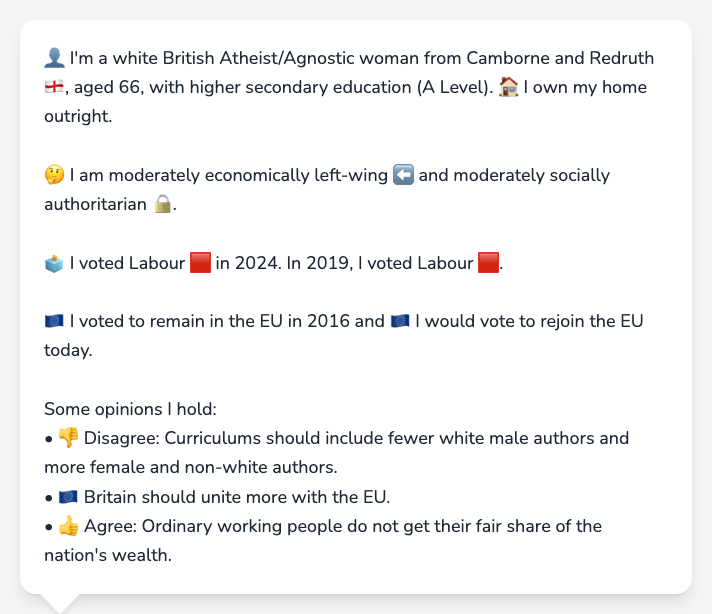 👤 I'm a white British Atheist/Agnostic woman from Camborne and Redruth
🏴󠁧󠁢󠁥󠁮󠁧󠁿, aged 66, with higher secondary education (A Level). 🏠 I own my home
outright.
🤔 I am moderately economically left-wing ⬅️ and moderately socially
authoritarian 🔒.
🗳️ I voted Labour 🟥 in 2024. In 2019, I voted Labour 🟥.
🇪🇺 I voted to remain in the EU in 2016 and 🇪🇺 I would vote to rejoin the EU
today.
Some opinions I hold:
• 👎 Disagree: Curriculums should include fewer white male authors and
more female and non-white authors.
• 🇪🇺 Britain should unite more with the EU.
• 👍 Agree: Ordinary working people do not get their fair share of the
nation's wealth.